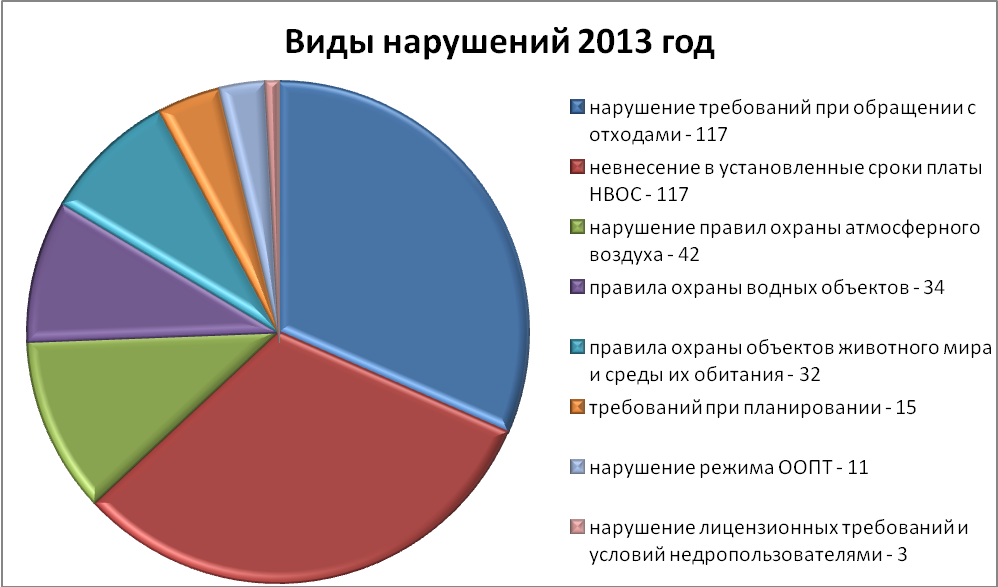 Виды нарушений 2013 год
нарушение требований при обращении с
отходами - 117
невнесение в установленные сроки платы
НВОС - 117
нарушение правил охраны атмосферного
воздуха - 42
правила охраны водных объектов - 34
правила охраны объектов животного мира
и среды их обитания - 32
требований при планировании - 15
нарушение режима ООПТ - 11
нарушение лицензионных требований и
условий недропользователями - 3